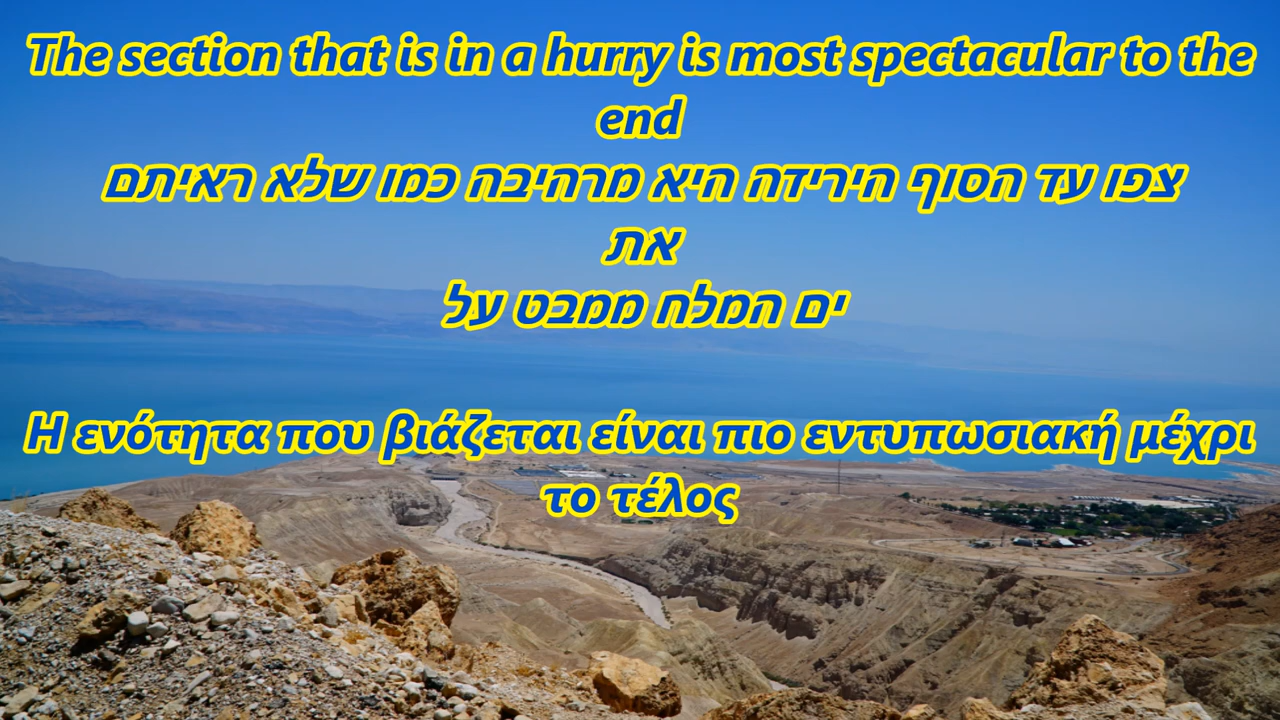 The section that is in a hurry is most spectacular to the
end
צפו עד הסוף הירידה היא מרהיבה כמו שלא ראיתם
את
ים המלח ממבט על
Η ενότητα που βιάζεται είναι πιο εντυπωσιακή μέχρι
το τέλος